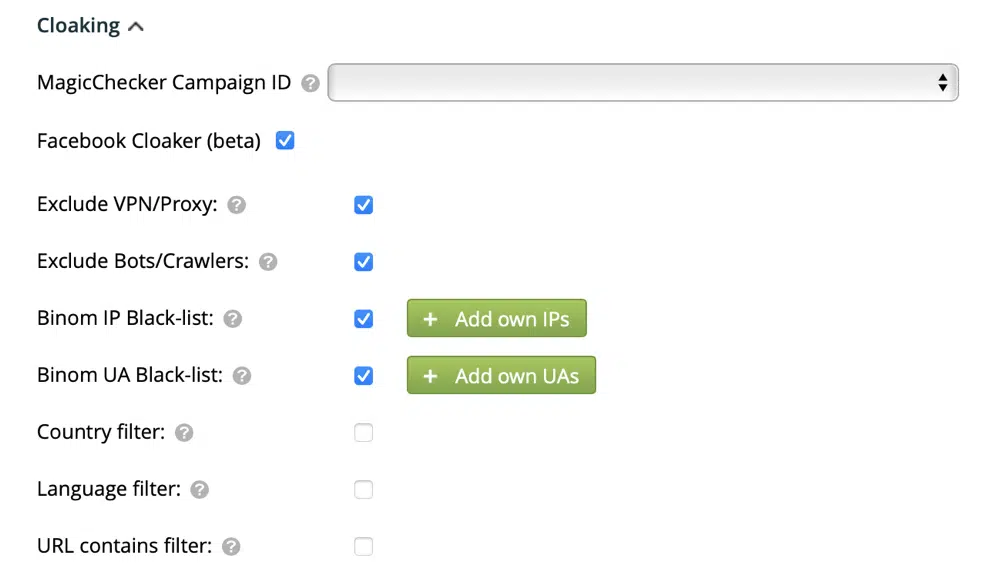 Cloaking
MagicChecker Campaign ID ?
Facebook Cloaker (beta)
Exclude VPN/Proxy: ?
Exclude Bots/Crawlers: ?
Binom IP Black-list: ? + Add own IPs
Binom UA Black-list: ? + Add own UAs
Country filter: ?
Language filter: ?
URL contains filter: ?